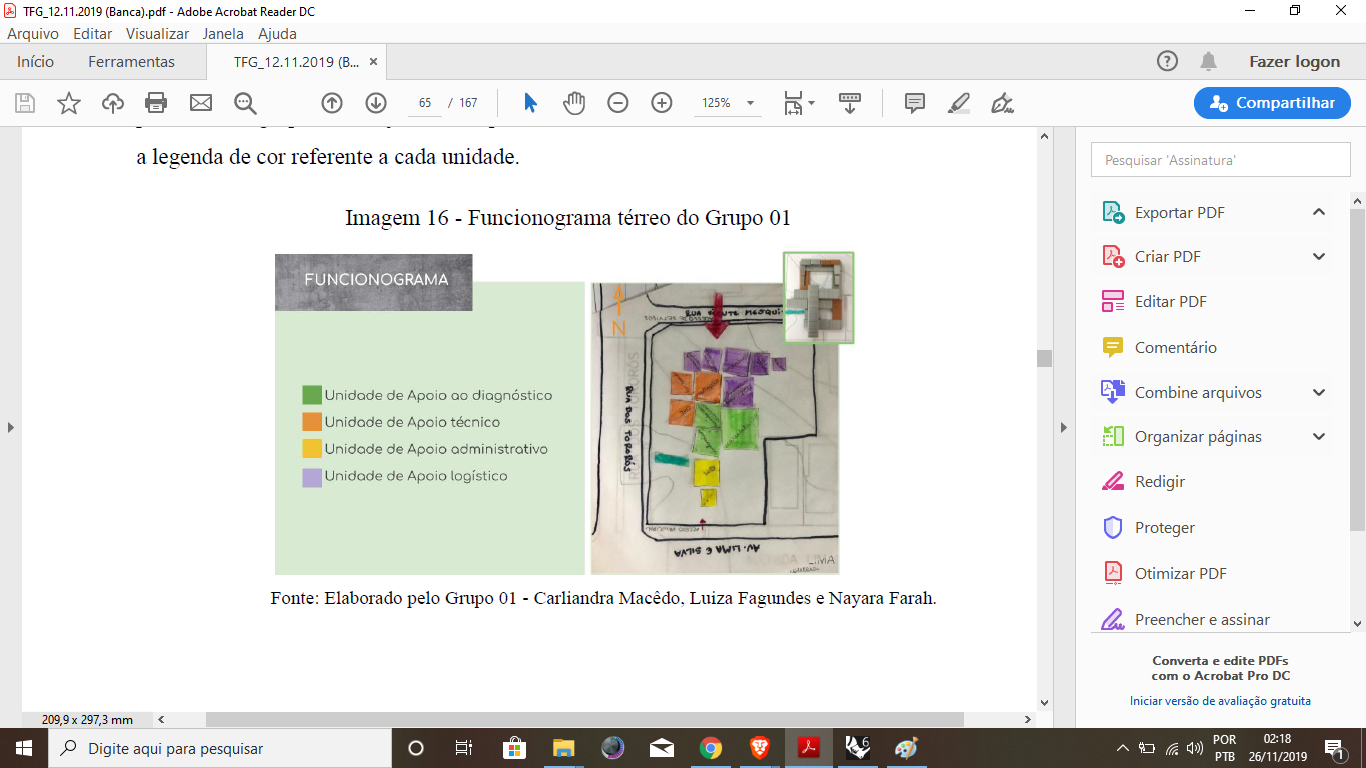 TFG_12.11.2019 (Banca).pdf - Adobe Acrobat Reader DC
Arquivo Editar Visualizar Janela Ajuda
Início Ferramentas TFG_12.11.2019 (B... × Fazer logon
65 / 167 125% Compartilhar
a legenda de cor referente a cada unidade.
Imagem 16 - Funcionograma térreo do Grupo 01
FUNCIONOGRAMA
Unidade de Apoio ao diagnóstico
Unidade de Apoio técnico
Unidade de Apoio administrativo
Unidade de Apoio logístico
N
RUA DOS TORORÓS
AV. LIMA E SILVA
LIMA
Fonte: Elaborado pelo Grupo 01 - Carliandra Macêdo, Luiza Fagundes e Nayara Farah.
209,9 x 297,3 mm
Pesquisar 'Assinatura'
Exportar PDF
Criar PDF
Editar PDF
Comentário
Combine arquivos
Organizar páginas
Redigir
Proteger
Otimizar PDF
Preencher e assinar
Converta e edite PDFs
com o Acrobat Pro DC
Iniciar versão de avaliação gratuita
Digite aqui para pesquisar
6
POR
PTB
02:18
26/11/2019
1